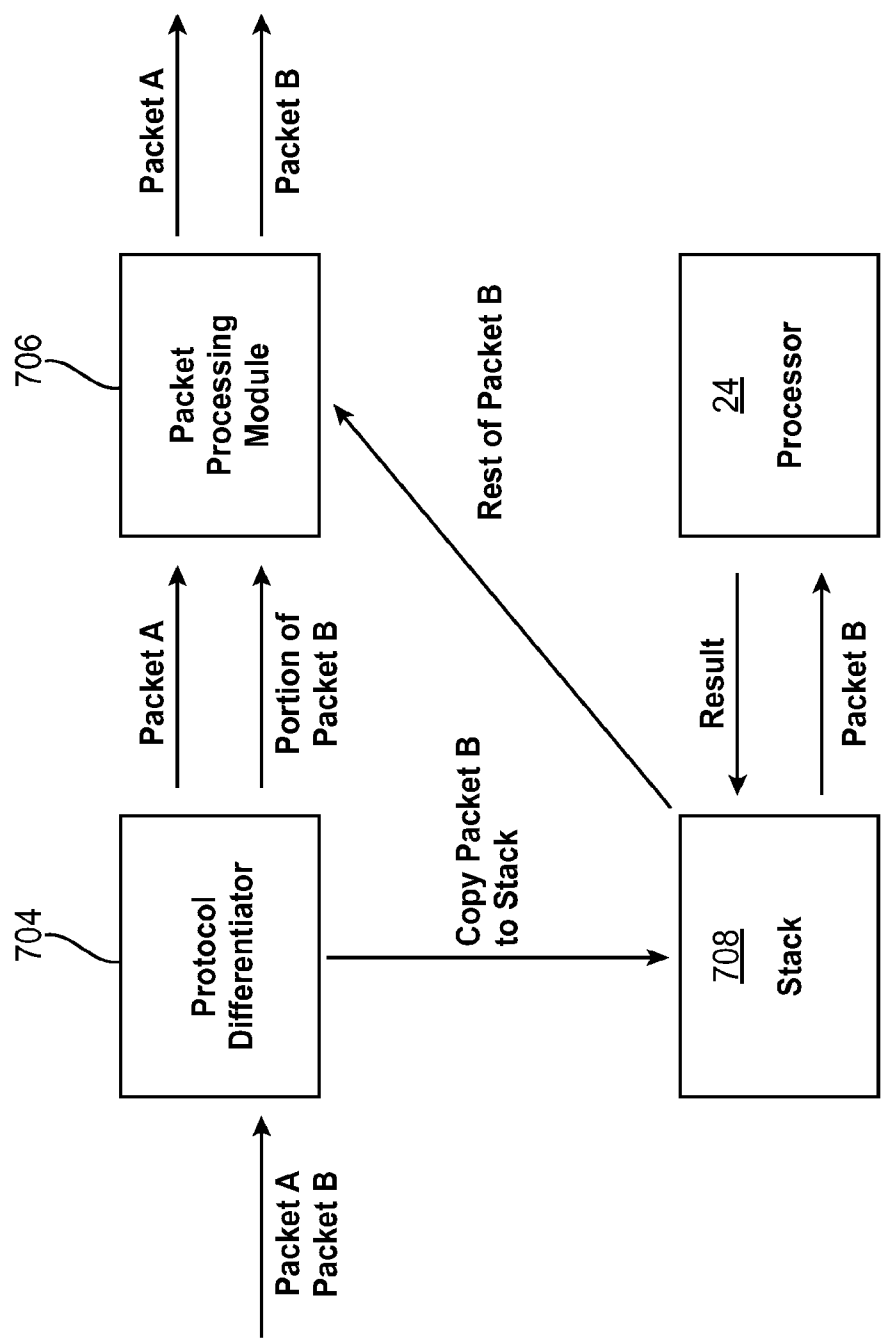 704
706
Packet A
Packet B
Protocol
Differentiator
Packet A
Portion of
Packet B
Packet
Processing
Module
Packet A
Packet B
Copy Packet B
to Stack
Rest of Packet B
708
Stack
Result
Packet B
24
Processor